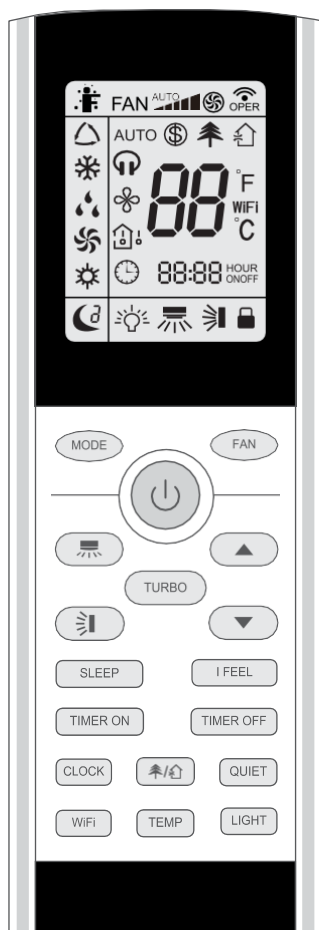 FAN AUTO OPER
AUTO
88 °F
WiFi
°C
88:88 HOUR
ONOFF
MODE FAN
TURBO
SLEEP I FEEL
TIMER ON TIMER OFF
CLOCK QUIET
WiFi TEMP LIGHT